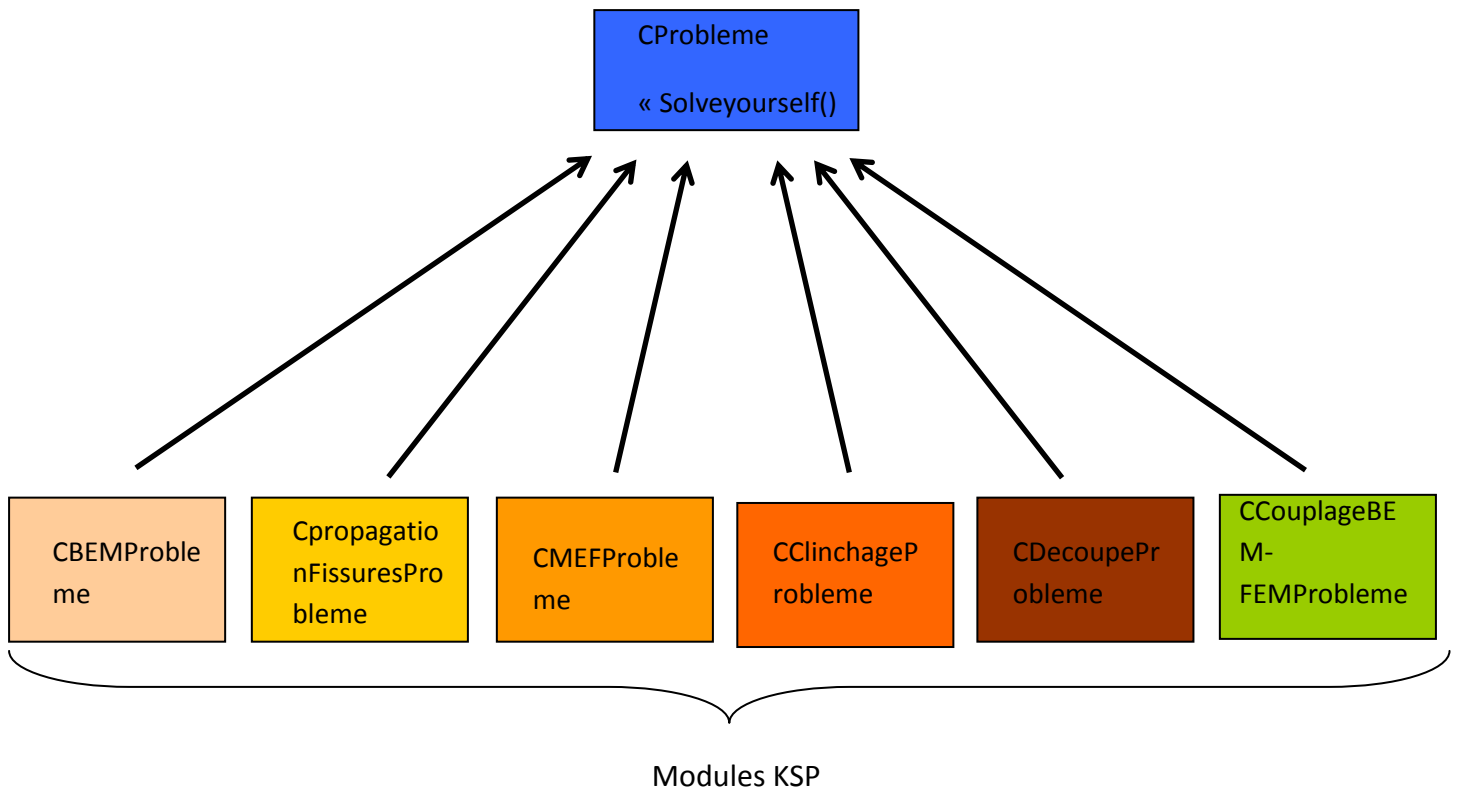 CProbleme
« Solveyourself()
CBEMProble
me
Cpropagatio
nFissuresPro
bleme
CMEFProble
me
CClinchageP
robleme
CDecoupePr
obleme
CCouplageBE
M-
FEMProbleme
Modules KSP